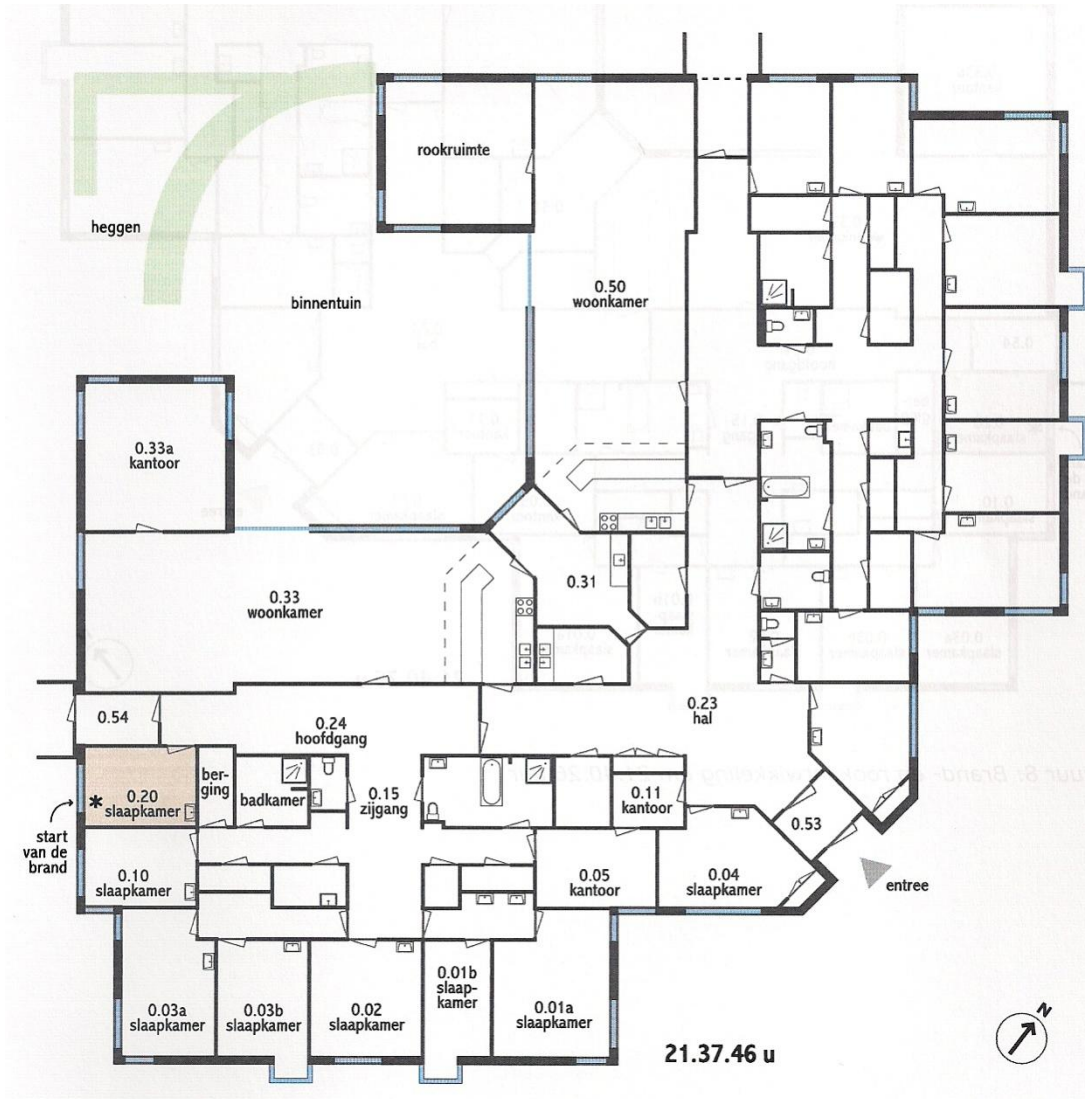 rookruimte
heggen
binnentuin
0.50
woonkamer
0.33a
kantoor
0.31
0.33
woonkamer
0.54
0.24
hoofdgang
0.23
hal
0.20
slaapkamer
*
ber-
ging
badkamer
0.15
zijgang
0.11
kantoor
0.53
start
van de
brand
0.10
slaapkamer
0.05
kantoor
0.04
slaapkamer
entree
0.03a
slaapkamer
0.03b
slaapkamer
0.02
slaapkamer
0.01b
slaap-
kamer
0.01a
slaapkamer
21.37.46 u
N